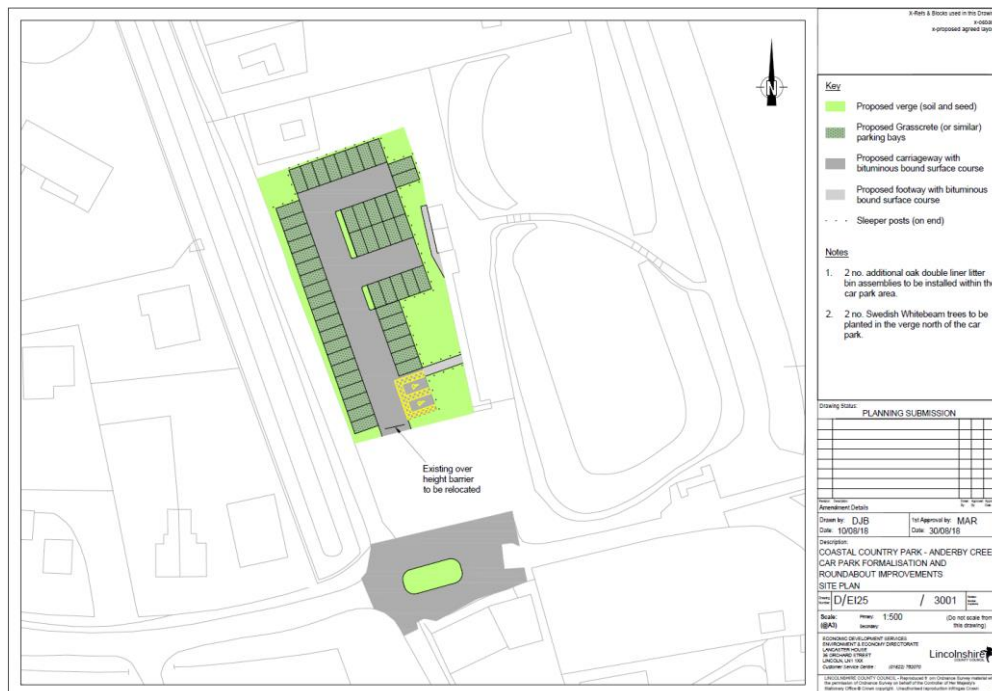 X-Refs & Blocks used in this Draw
x-proposed agreed layo
N
Key
Proposed verge (soil and seed)
Proposed Grasscrete (or similar)
parking bays
Proposed carriageway with
bituminous bound surface course
Proposed footway with bituminous
bound surface course
Sleeper posts (on end)
Notes
1. 2 no. additional oak double liner litter
bin assemblies to be installed within the
car park area.
2. 2 no. Swedish Whitebeam trees to be
planted in the verge north of the car
park.
Existing over
height barrier
to be relocated
Drawing Status:
PLANNING SUBMISSION
Amendment Details
Drawn by: DJB 1st Approval by: MAR
Date: 10/08/18 Date: 30/08/18
Description:
COASTAL COUNTRY PARK - ANDERBY CREE
CAR PARK FORMALISATION AND
ROUNDABOUT IMPROVEMENTS
SITE PLAN
D/EI25 / 3001
Scale: Primary: 1:500 (Do not scale from
(@A3) Secondary: this drawing)
ECONOMIC DEVELOPMENT SERVICES
ENVIRONMENT & ECONOMY DIRECTORATE
LANCASTER HOUSE
36 ORCHARD STREET
LINCOLN LN1 1XX
Customer Service Centre:
Lincolnshire
COUNTY COUNCIL